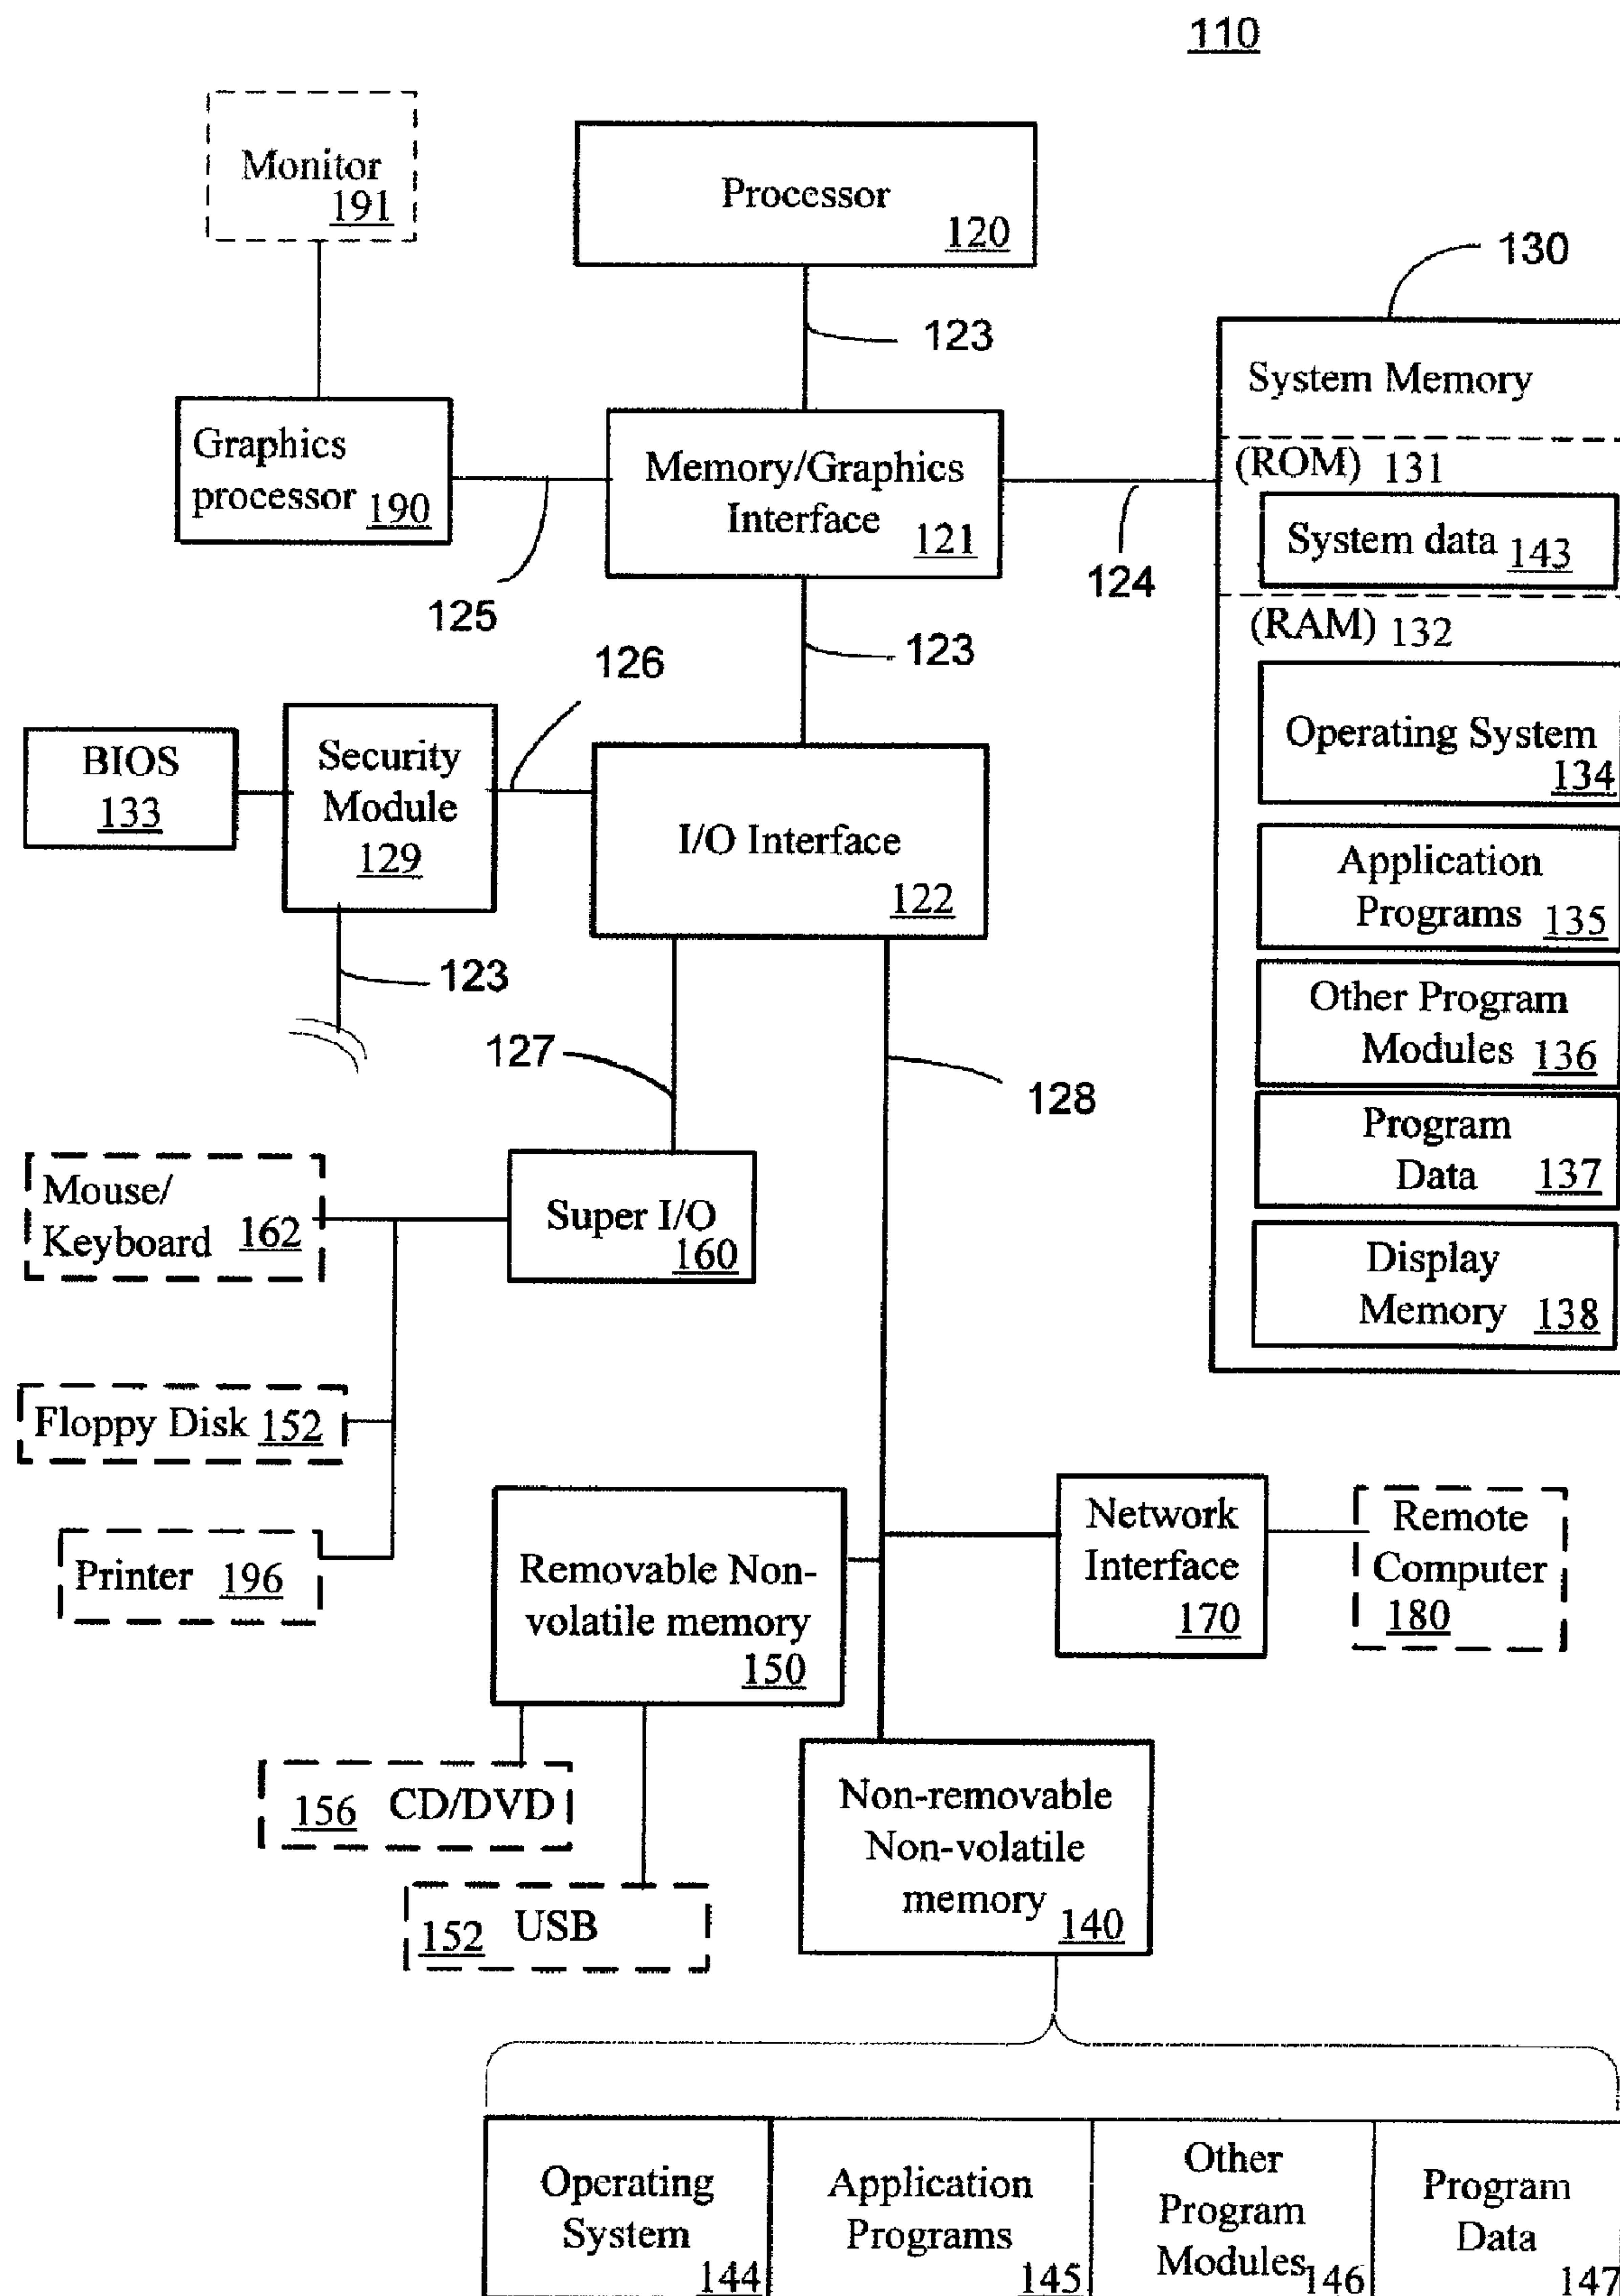 110
Monitor
191
Processor
120
130
123
System Memory
Graphics
processor 190
Memory/Graphics
Interface 121
(ROM) 131
System data 143
125
124
(RAM) 132
123
126
Operating System
134
BIOS
133
Security
Module
129
I/O Interface
122
Application
Programs 135
123
Other Program
Modules 136
127
128
Program
Data 137
Mouse/
Keyboard 162
Super I/O
160
Display
Memory 138
Floppy Disk 152
Printer 196
Removable Non-
volatile memory
150
Network
Interface
170
Remote
Computer
180
156 CD/DVD
152 USB
Non-removable
Non-volatile
memory 140
Operating
System
144
Application
Programs
145
Other
Program
Modules 146
Program
Data
147